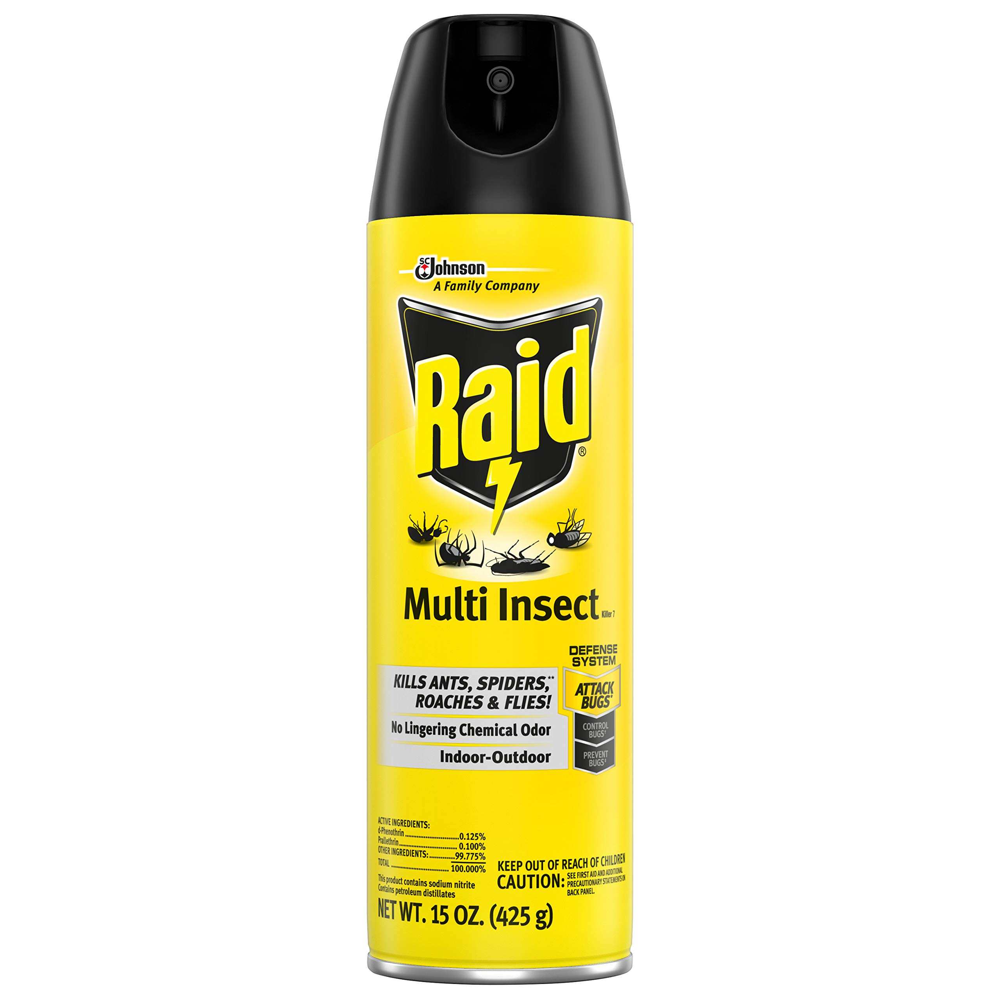 SC Johnson
A Family Company
Raid®
Multi Insect Killer 7
DEFENSE
SYSTEM
KILLS ANTS, SPIDERS,**
ROACHES & FLIES!
No Lingering Chemical Odor
Indoor-Outdoor
ATTACK
BUGS*
CONTROL
BUGS†
PREVENT
BUGS‡
ACTIVE INGREDIENTS:
d-Phenothrin ..........................0.125%
Prallethrin............................ 0.100%
OTHER INGREDIENTS:............99.775%
TOTAL ............................ 100.000%
This product contains sodium nitrite
Contains petroleum distillates
KEEP OUT OF REACH OF CHILDREN
CAUTION: SEE FIRST AID AND ADDITIONAL
PRECAUTIONARY STATEMENTS ON
BACK PANEL.
NET WT. 15 OZ. (425 g)